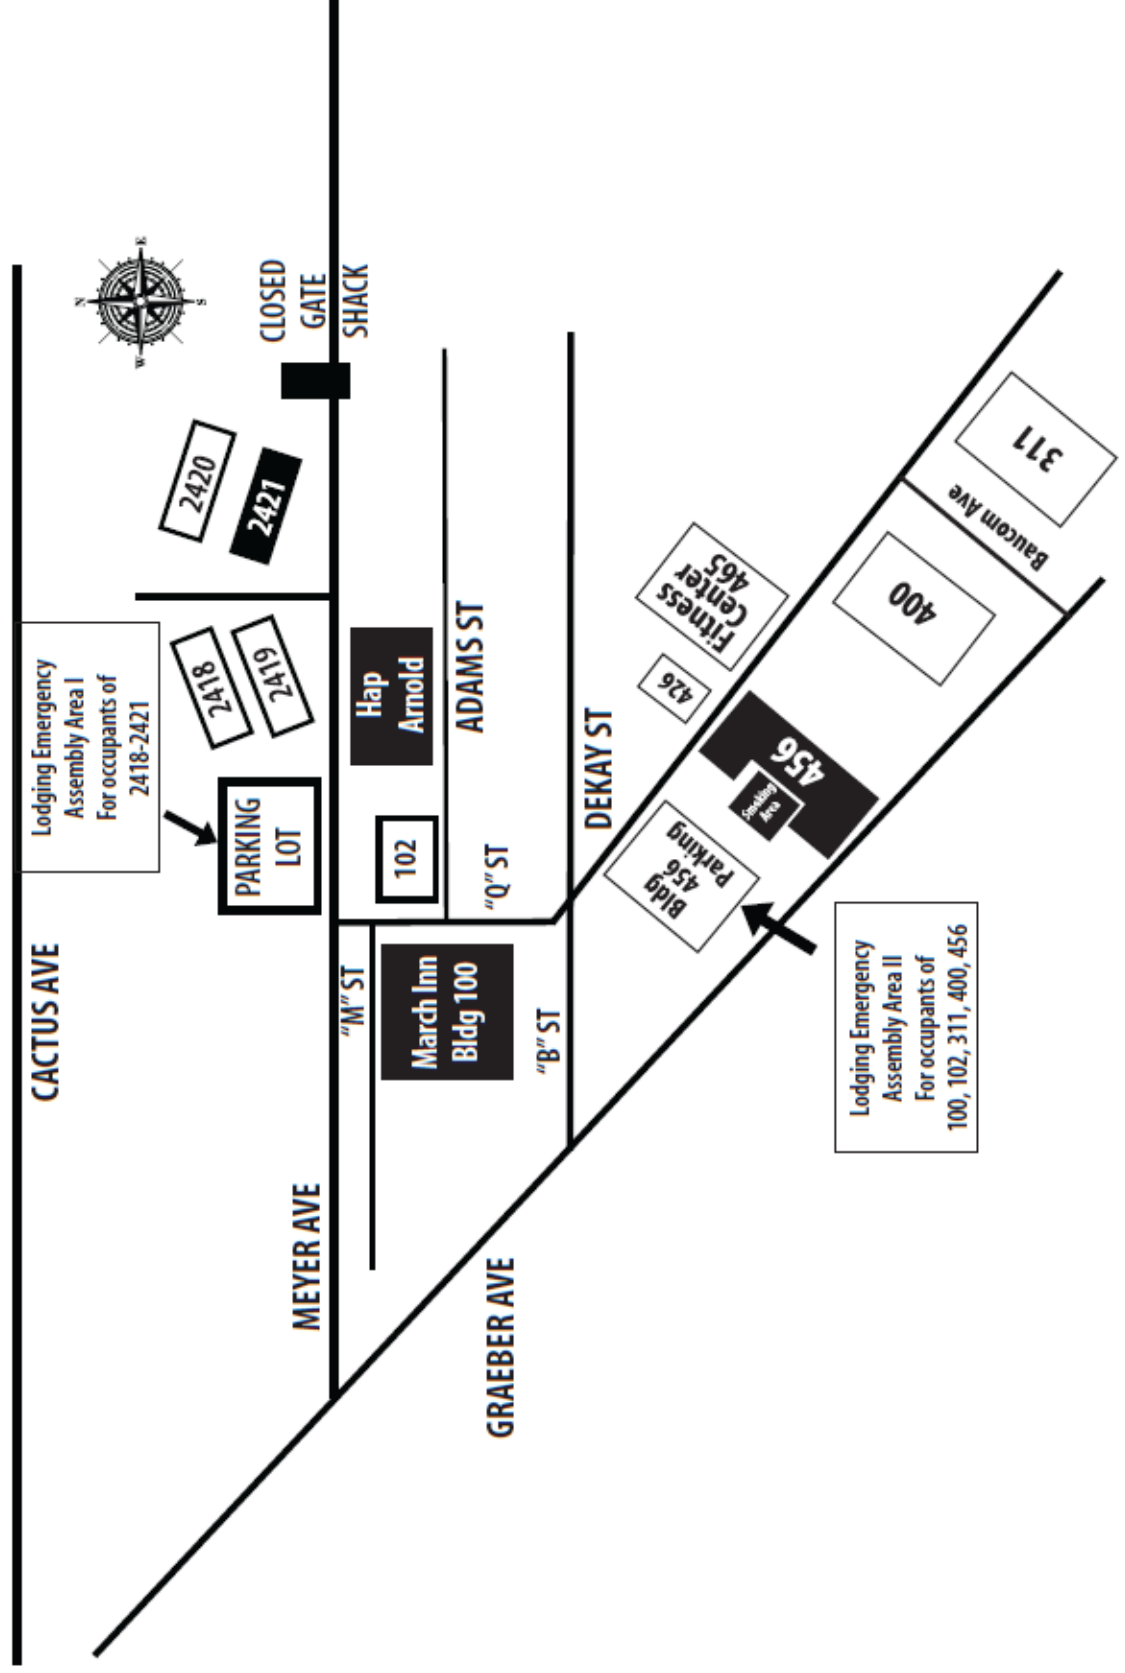 CACTUS AVE
Lodging Emergency
Assembly Area I
For occupants of
2418-2421
N
E
S
W
2420
2421
2418
2419
PARKING
LOT
CLOSED
GATE
SHACK
MEYER AVE
"M" ST
Hap
Arnold
102
ADAMS ST
March Inn
Bldg 100
"Q" ST
"B" ST
DEKAY ST
GRAEBER AVE
Fitness
Center
465
426
456
Smoking
Area
Bldg
456
Parking
400
Baucom Ave
311
Lodging Emergency
Assembly Area II
For occupants of
100, 102, 311, 400, 456